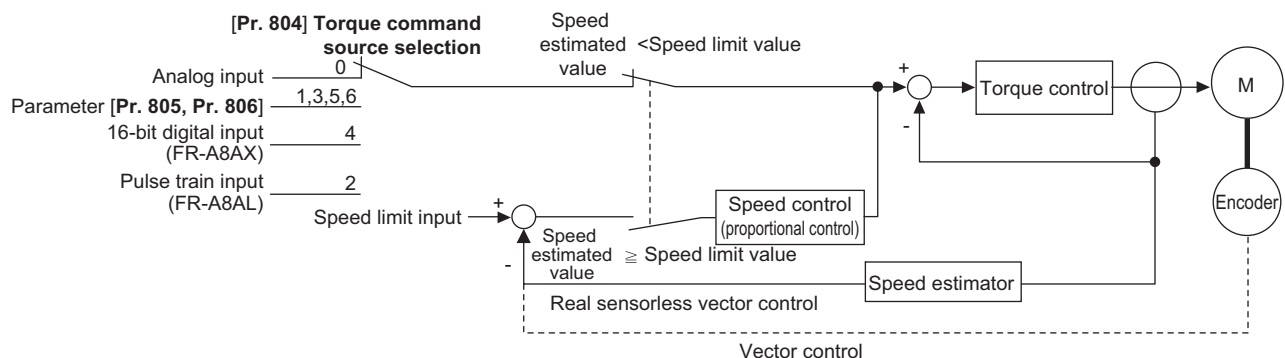 [Pr. 804] Torque command
source selection
Analog input
0
Parameter [Pr. 805, Pr. 806]
1,3,5,6
16-bit digital input
(FR-A8AX)
4
Pulse train input
(FR-A8AL)
2
Speed
estimated
value
<Speed limit value
+
-
Torque control
M
Encoder
Speed limit input
+
-
Speed control
(proportional control)
Speed
estimated
value
≧ Speed limit value
Speed estimator
Real sensorless vector control
Vector control